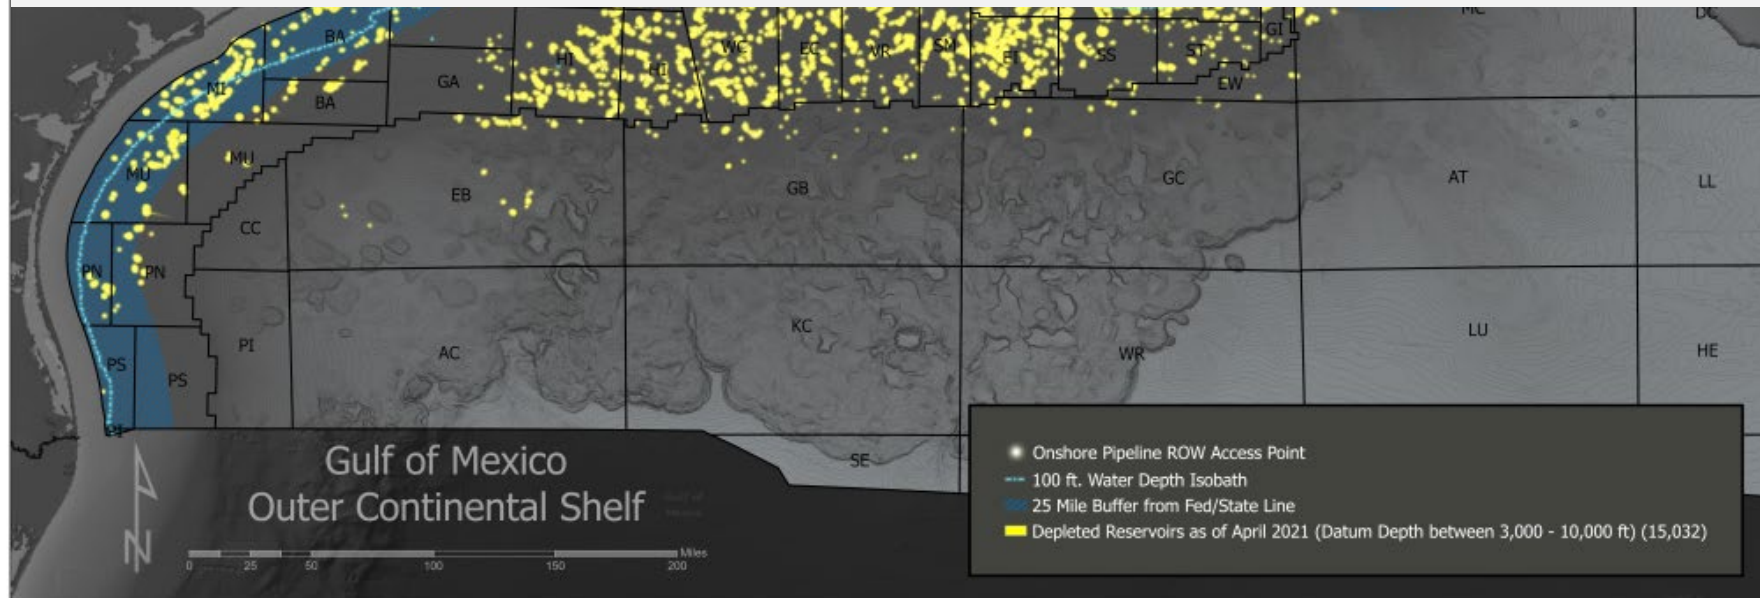 MC
DC
BA
GI
WC
EC
VR
SM
ET
SS
ST
HI
HI
MI
GA
BA
EW
MU
MU
EB
GB
GC
AT
LL
CC
PN
PN
PI
AC
KC
WR
LU
HE
PS
PS
SE
Gulf of Mexico
Outer Continental Shelf
N
0 25 50 100 150 200 Miles
Onshore Pipeline ROW Access Point
100 ft. Water Depth Isobath
25 Mile Buffer from Fed/State Line
Depleted Reservoirs as of April 2021 (Datum Depth between 3,000 - 10,000 ft) (15,032)